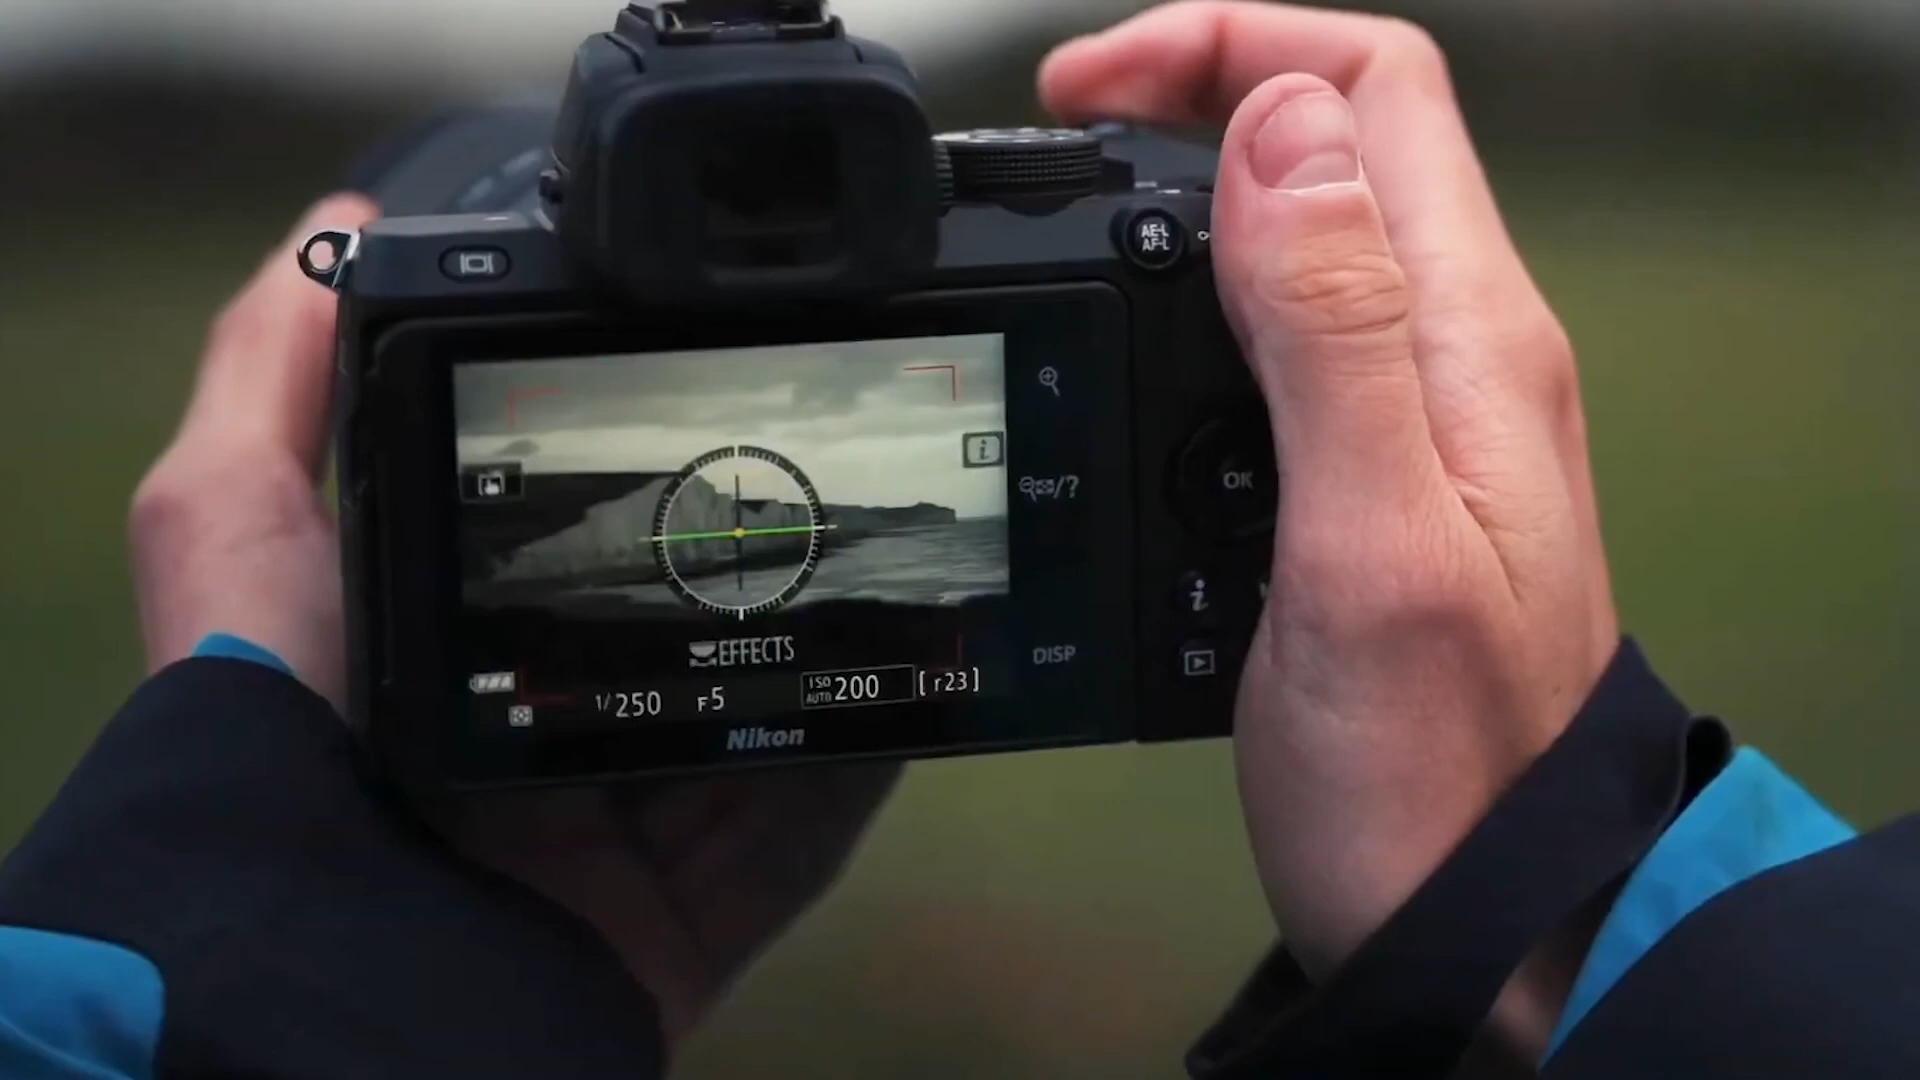 AE-L
AF-L
i
?
OK
EFFECTS
i
DISP
1/250 F5 ISO AUTO 200 [r23]
Nikon